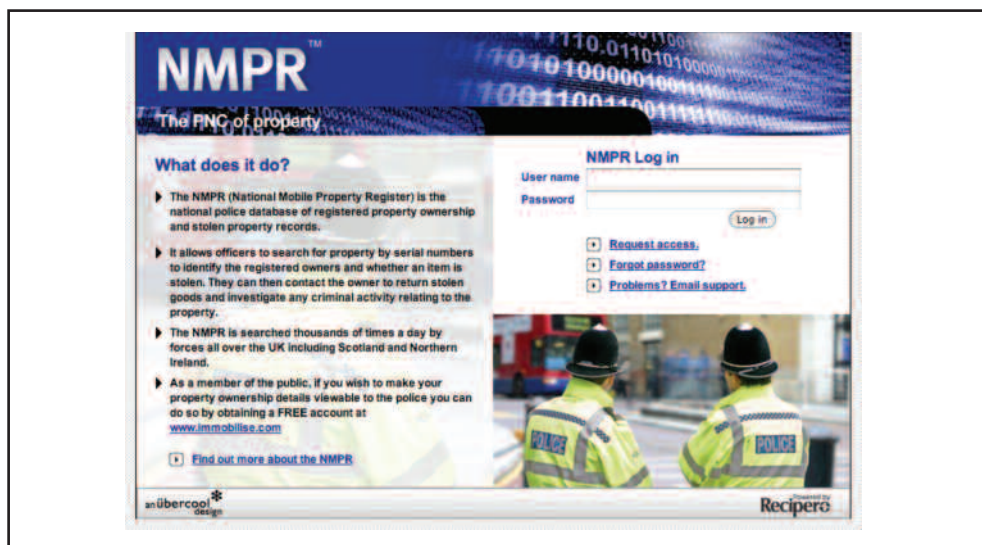 NMPR™
The PNC of property
What does it do?
The NMPR (National Mobile Property Register) is the
national police database of registered property ownership
and stolen property records.
It allows officers to search for property by serial numbers
to identify the registered owners and whether an item is
stolen. They can then contact the owner to return stolen
goods and investigate any criminal activity relating to the
property.
The NMPR is searched thousands of times a day by
forces all over the UK including Scotland and Northern
Ireland.
As a member of the public, if you wish to make your
property ownership details viewable to the police you can
do so by obtaining a FREE account at
www.immobilise.com
Find out more about the NMPR
NMPR Log in
User name
Password
Log in
Request access.
Forgot password?
Problems? Email support.
POLICE
POLICE
an übercool*
design
Powered by
Recipero